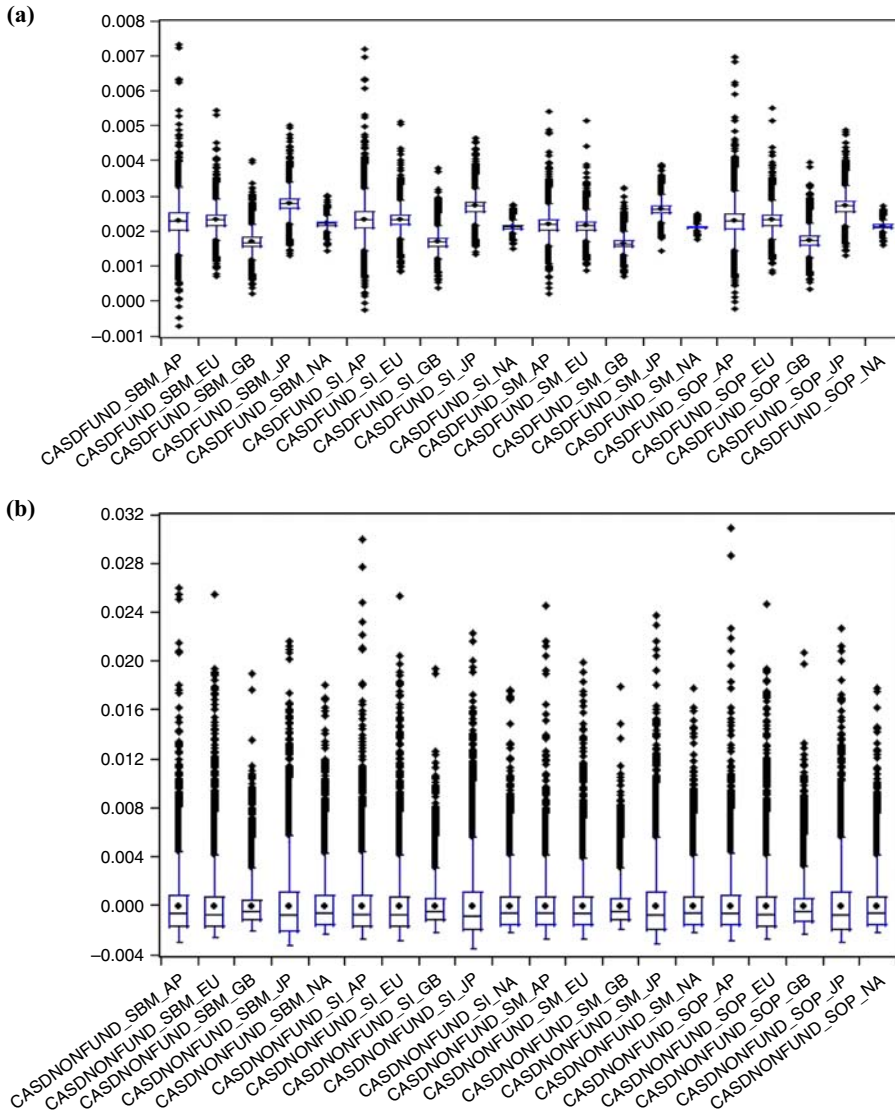 (a)
0.008
0.007
0.006
0.005
0.004
0.003
0.002
0.001
0.000
−0.001
CASDFUND_SBM_AP
CASDFUND_SBM_EU
CASDFUND_SBM_GB
CASDFUND_SBM_JP
CASDFUND_SBM_NA
CASDFUND_SI_AP
CASDFUND_SI_EU
CASDFUND_SI_GB
CASDFUND_SI_JP
CASDFUND_SI_NA
CASDFUND_SM_AP
CASDFUND_SM_EU
CASDFUND_SM_GB
CASDFUND_SM_JP
CASDFUND_SM_NA
CASDFUND_SOP_AP
CASDFUND_SOP_EU
CASDFUND_SOP_GB
CASDFUND_SOP_JP
CASDFUND_SOP_NA
(b)
0.032
0.028
0.024
0.020
0.016
0.012
0.008
0.004
0.000
−0.004
CASDNONFUND_SBM_AP
CASDNONFUND_SBM_EU
CASDNONFUND_SBM_GB
CASDNONFUND_SBM_JP
CASDNONFUND_SBM_NA
CASDNONFUND_SI_AP
CASDNONFUND_SI_EU
CASDNONFUND_SI_GB
CASDNONFUND_SI_JP
CASDNONFUND_SI_NA
CASDNONFUND_SM_AP
CASDNONFUND_SM_EU
CASDNONFUND_SM_GB
CASDNONFUND_SM_JP
CASDNONFUND_SM_NA
CASDNONFUND_SOP_AP
CASDNONFUND_SOP_EU
CASDNONFUND_SOP_GB
CASDNONFUND_SOP_JP
CASDNONFUND_SOP_NA